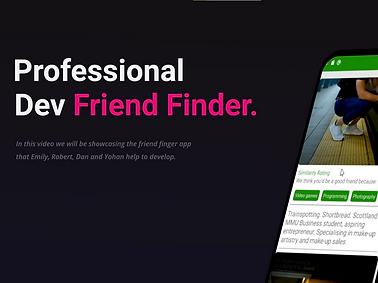 Professional
Dev Friend Finder.
In this video we will be showcasing the friend finger app
that Emily, Robert, Dan and Yohan help to develop.
Similarity Rating
We think you'd be a good friend because:
Video games
Programming
Photography
Trainspotting. Shortbread. Scotland
MMU Business student, aspiring
entrepreneur. Specialising in make-up
artistry and make-up sales.